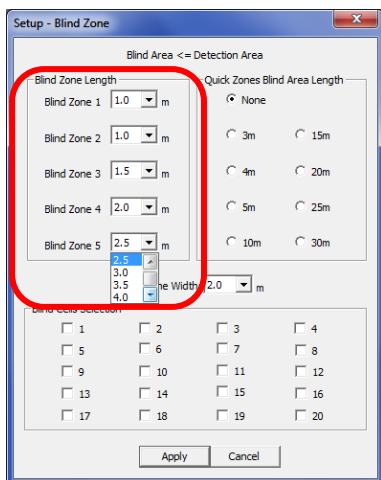 Setup - Blind Zone
Blind Area <= Detection Area
Blind Zone Length
Quick Zones Blind Area Length
Blind Zone 1 1.0 m
None
Blind Zone 2 1.0 m
3m 15m
Blind Zone 3 1.5 m
4m 20m
Blind Zone 4 2.0 m
5m 25m
Blind Zone 5 2.5 m
10m 30m
2.5
3.0
3.5
4.0
Width 2.0 m
Blind Cells Selection
1 2 3 4
5 6 7 8
9 10 11 12
13 14 15 16
17 18 19 20
Apply Cancel